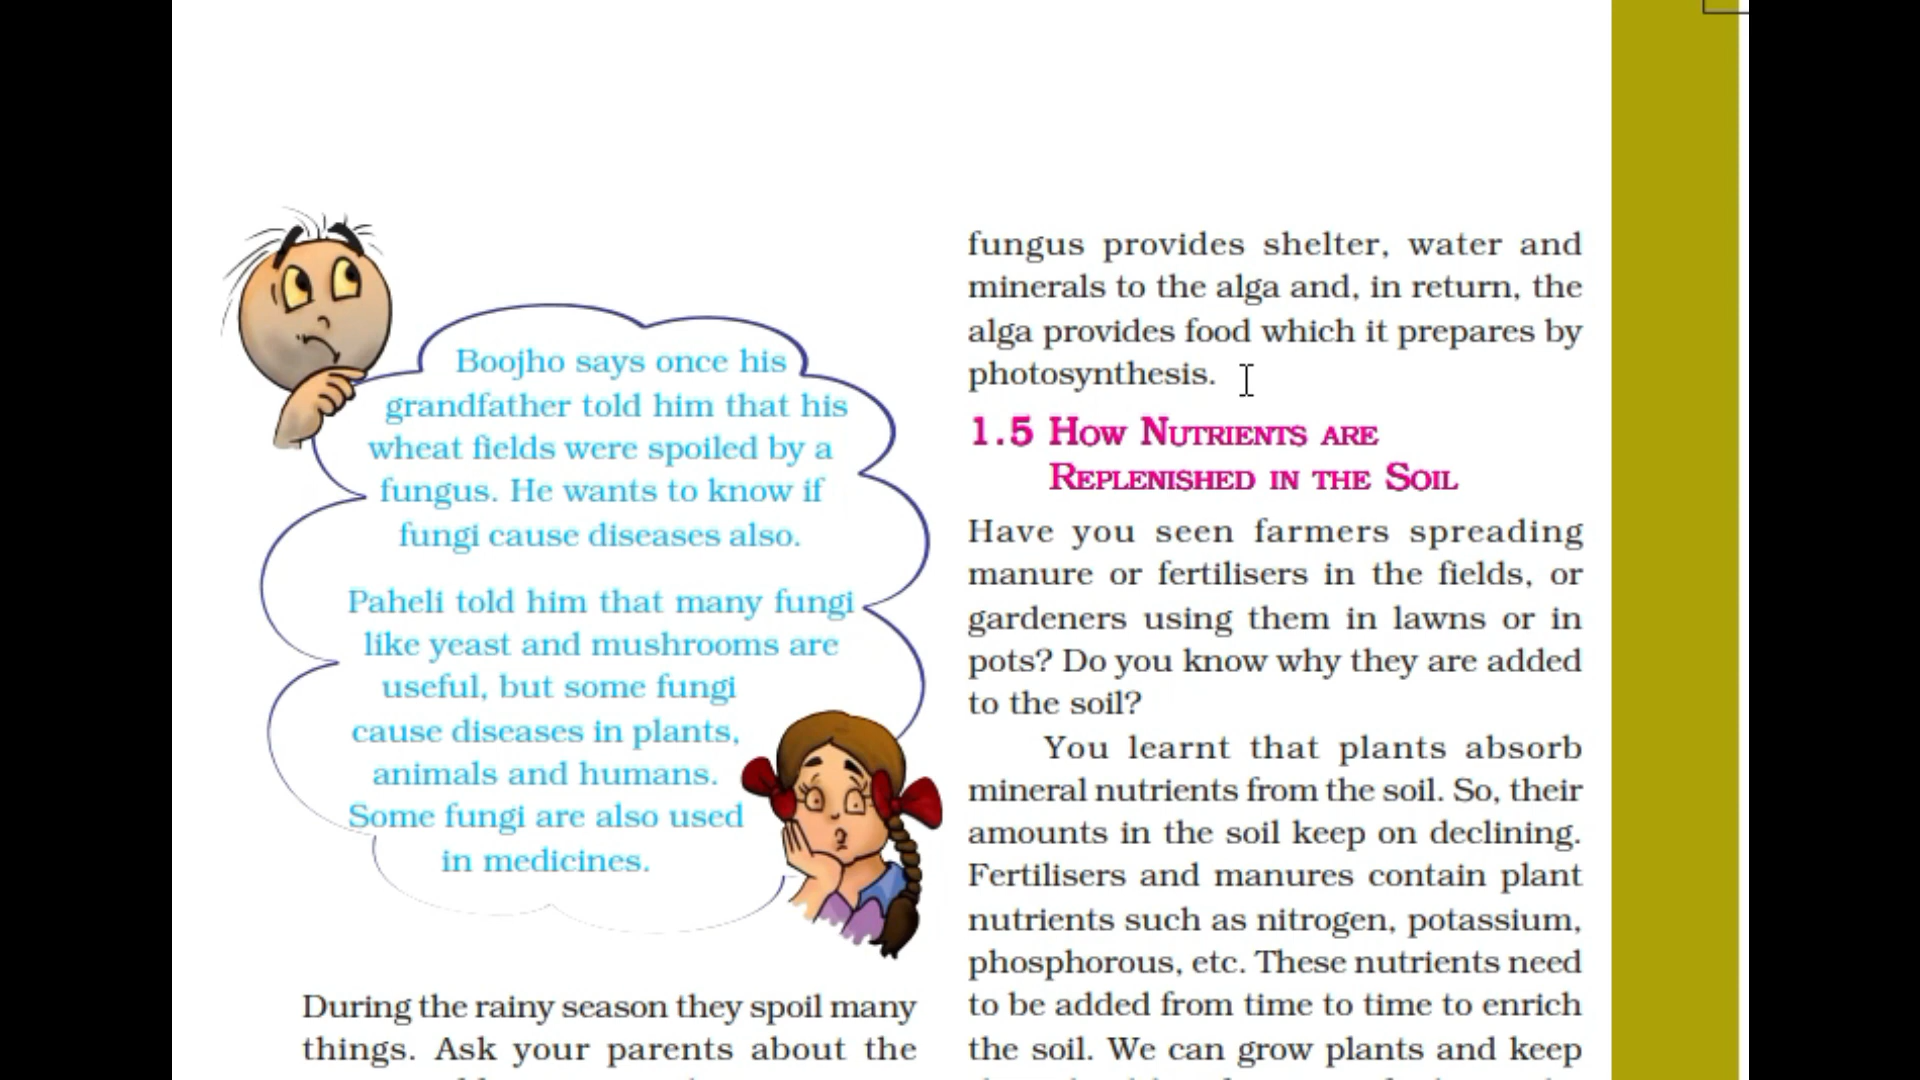 Boojho says once his
grandfather told him that his
wheat fields were spoiled by a
fungus. He wants to know if
fungi cause diseases also.
Paheli told him that many fungi
like yeast and mushrooms are
useful, but some fungi
cause diseases in plants,
animals and humans.
Some fungi are also used
in medicines.
During the rainy season they spoil many
things. Ask your parents about the
fungus provides shelter, water and
minerals to the alga and, in return, the
alga provides food which it prepares by
photosynthesis.
1.5 HOW NUTRIENTS ARE
REPLENISHED IN THE SOIL
Have you seen farmers spreading
manure or fertilisers in the fields, or
gardeners using them in lawns or in
pots? Do you know why they are added
to the soil?
You learnt that plants absorb
mineral nutrients from the soil. So, their
amounts in the soil keep on declining.
Fertilisers and manures contain plant
nutrients such as nitrogen, potassium,
phosphorous, etc. These nutrients need
to be added from time to time to enrich
the soil. We can grow plants and keep